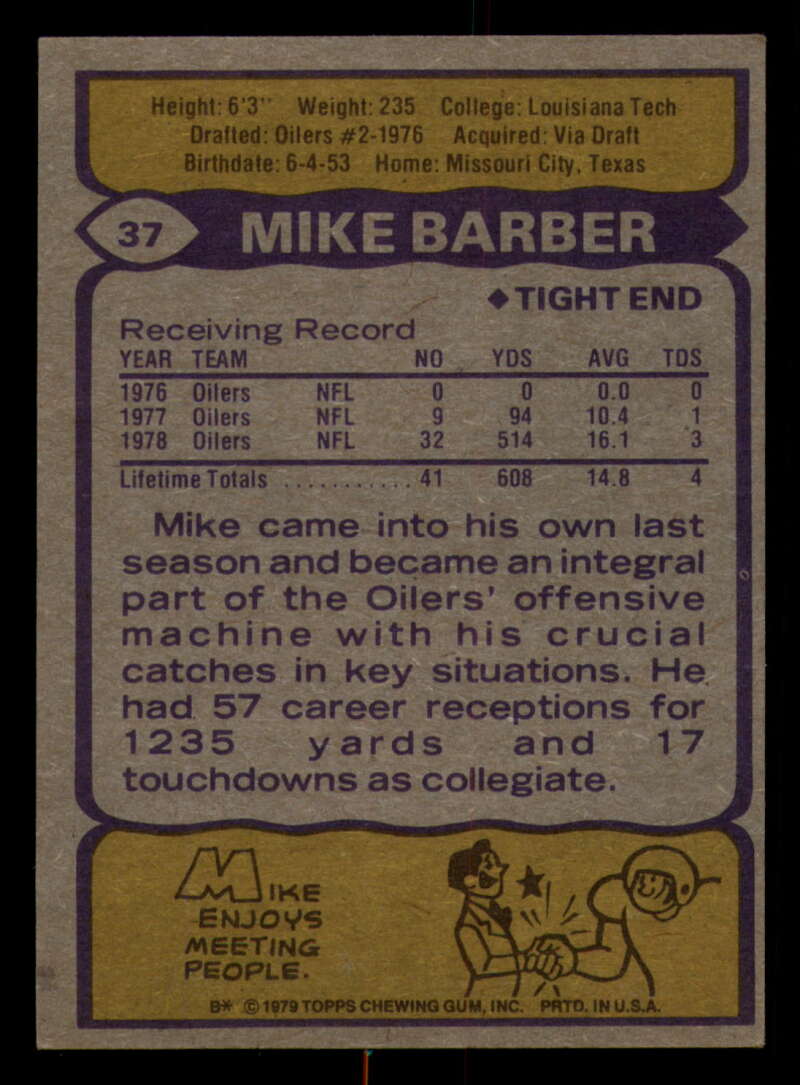 Height: 6'3" Weight: 235 College: Louisiana Tech
Drafted: Oilers #2-1976 Acquired: Via Draft
Birthdate: 6-4-53 Home: Missouri City, Texas
37 MIKE BARBER
◆TIGHT END
Receiving Record
YEAR TEAM NO YDS AVG TDS
1976 Oilers NFL 0 0 0.0 0
1977 Oilers NFL 9 94 10.4 1
1978 Oilers NFL 32 514 16.1 3
Lifetime Totals ........... 41 608 14.8 4
Mike came into his own last
season and became an integral
part of the Oilers' offensive
machine with his crucial
catches in key situations. He
had 57 career receptions for
1235 yards and 17
touchdowns as collegiate.
MIKE
ENJOYS
MEETING
PEOPLE.
B* © 1979 TOPPS CHEWING GUM, INC. PRTD. IN U.S.A.